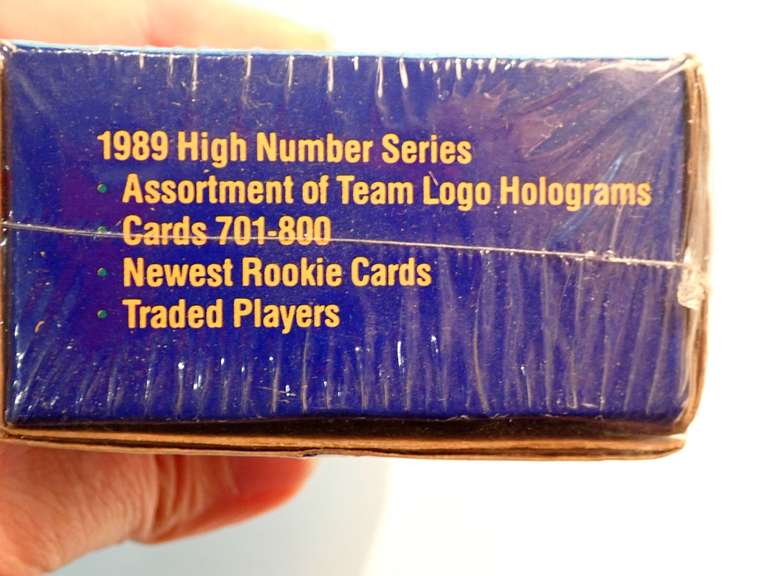 1989 High Number Series
• Assortment of Team Logo Holograms
• Cards 701-800
• Newest Rookie Cards
• Traded Players